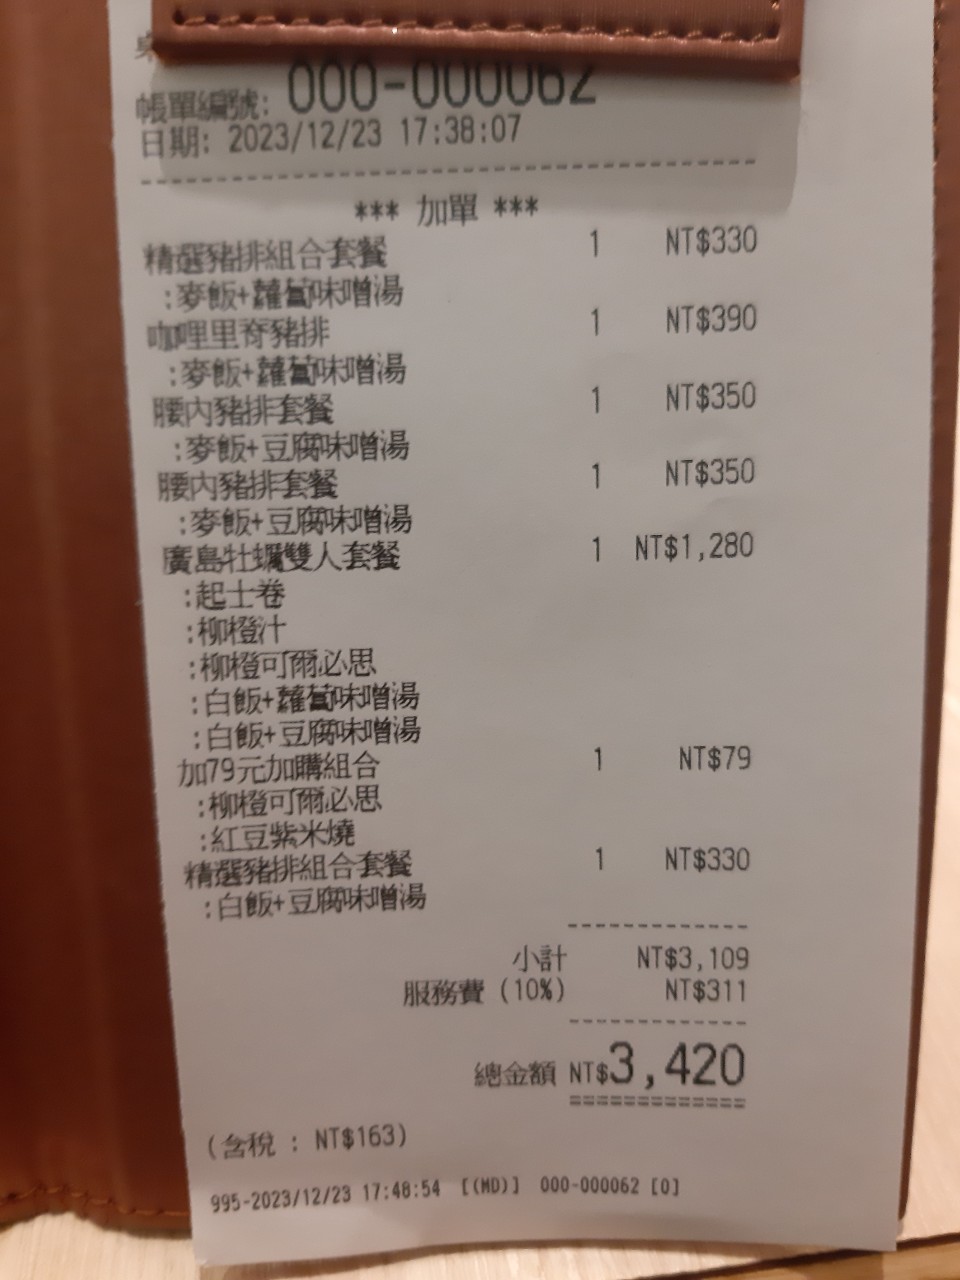 帳單編號: 000-000062
日期: 2023/12/23 17:38:07
*** 加單 ***
精選豬排組合套餐 1 NT$330
:麥飯+蘿蔔味噌湯
咖哩里脊豬排 1 NT$390
:麥飯+蘿蔔味噌湯
腰內豬排套餐 1 NT$350
:麥飯+豆腐味噌湯
腰內豬排套餐 1 NT$350
:麥飯+豆腐味噌湯
廣島牡蠣雙人套餐 1 NT$1,280
:起士卷
:柳橙汁
:柳橙可爾必思
:白飯+蘿蔔味噌湯
:白飯+豆腐味噌湯
加79元加購組合 1 NT$79
:柳橙可爾必思
:紅豆紫米燒
精選豬排組合套餐 1 NT$330
:白飯+豆腐味噌湯
小計 NT$3,109
服務費 (10%) NT$311
總金額 NT$3,420
(含稅 : NT$163)
995-2023/12/23 17:48:54 [(MD)] 000-000062 [0]